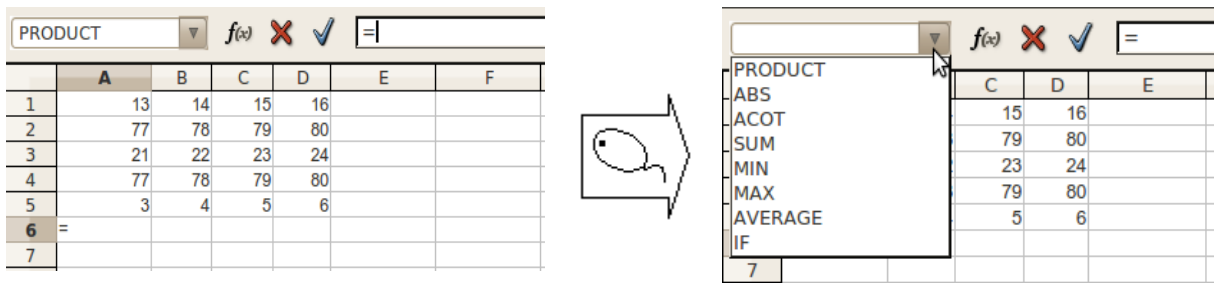 PRODUCT f(x) =
A B C D E F
1 13 14 15 16
2 77 78 79 80
3 21 22 23 24
4 77 78 79 80
5 3 4 5 6
6 =
7
f(x) =
PRODUCT
ABS
ACOT
SUM
MIN
MAX
AVERAGE
IF
C D E
15 16
79 80
23 24
79 80
5 6
7